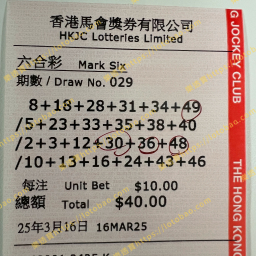 香港馬會獎券有限公司
HKJC Lotteries Limited
六合彩 Mark Six
期數 / Draw No. 029
8+18+28+31+34+49
/5+23+33+35+38+40
/2+3+12+30+36+48
/10+13+16+24+43+46
每注 Unit Bet $10.00
總額 Total $40.00
25年3月16日 16MAR25
G JOCKEY CLUB
THE HONG KONG